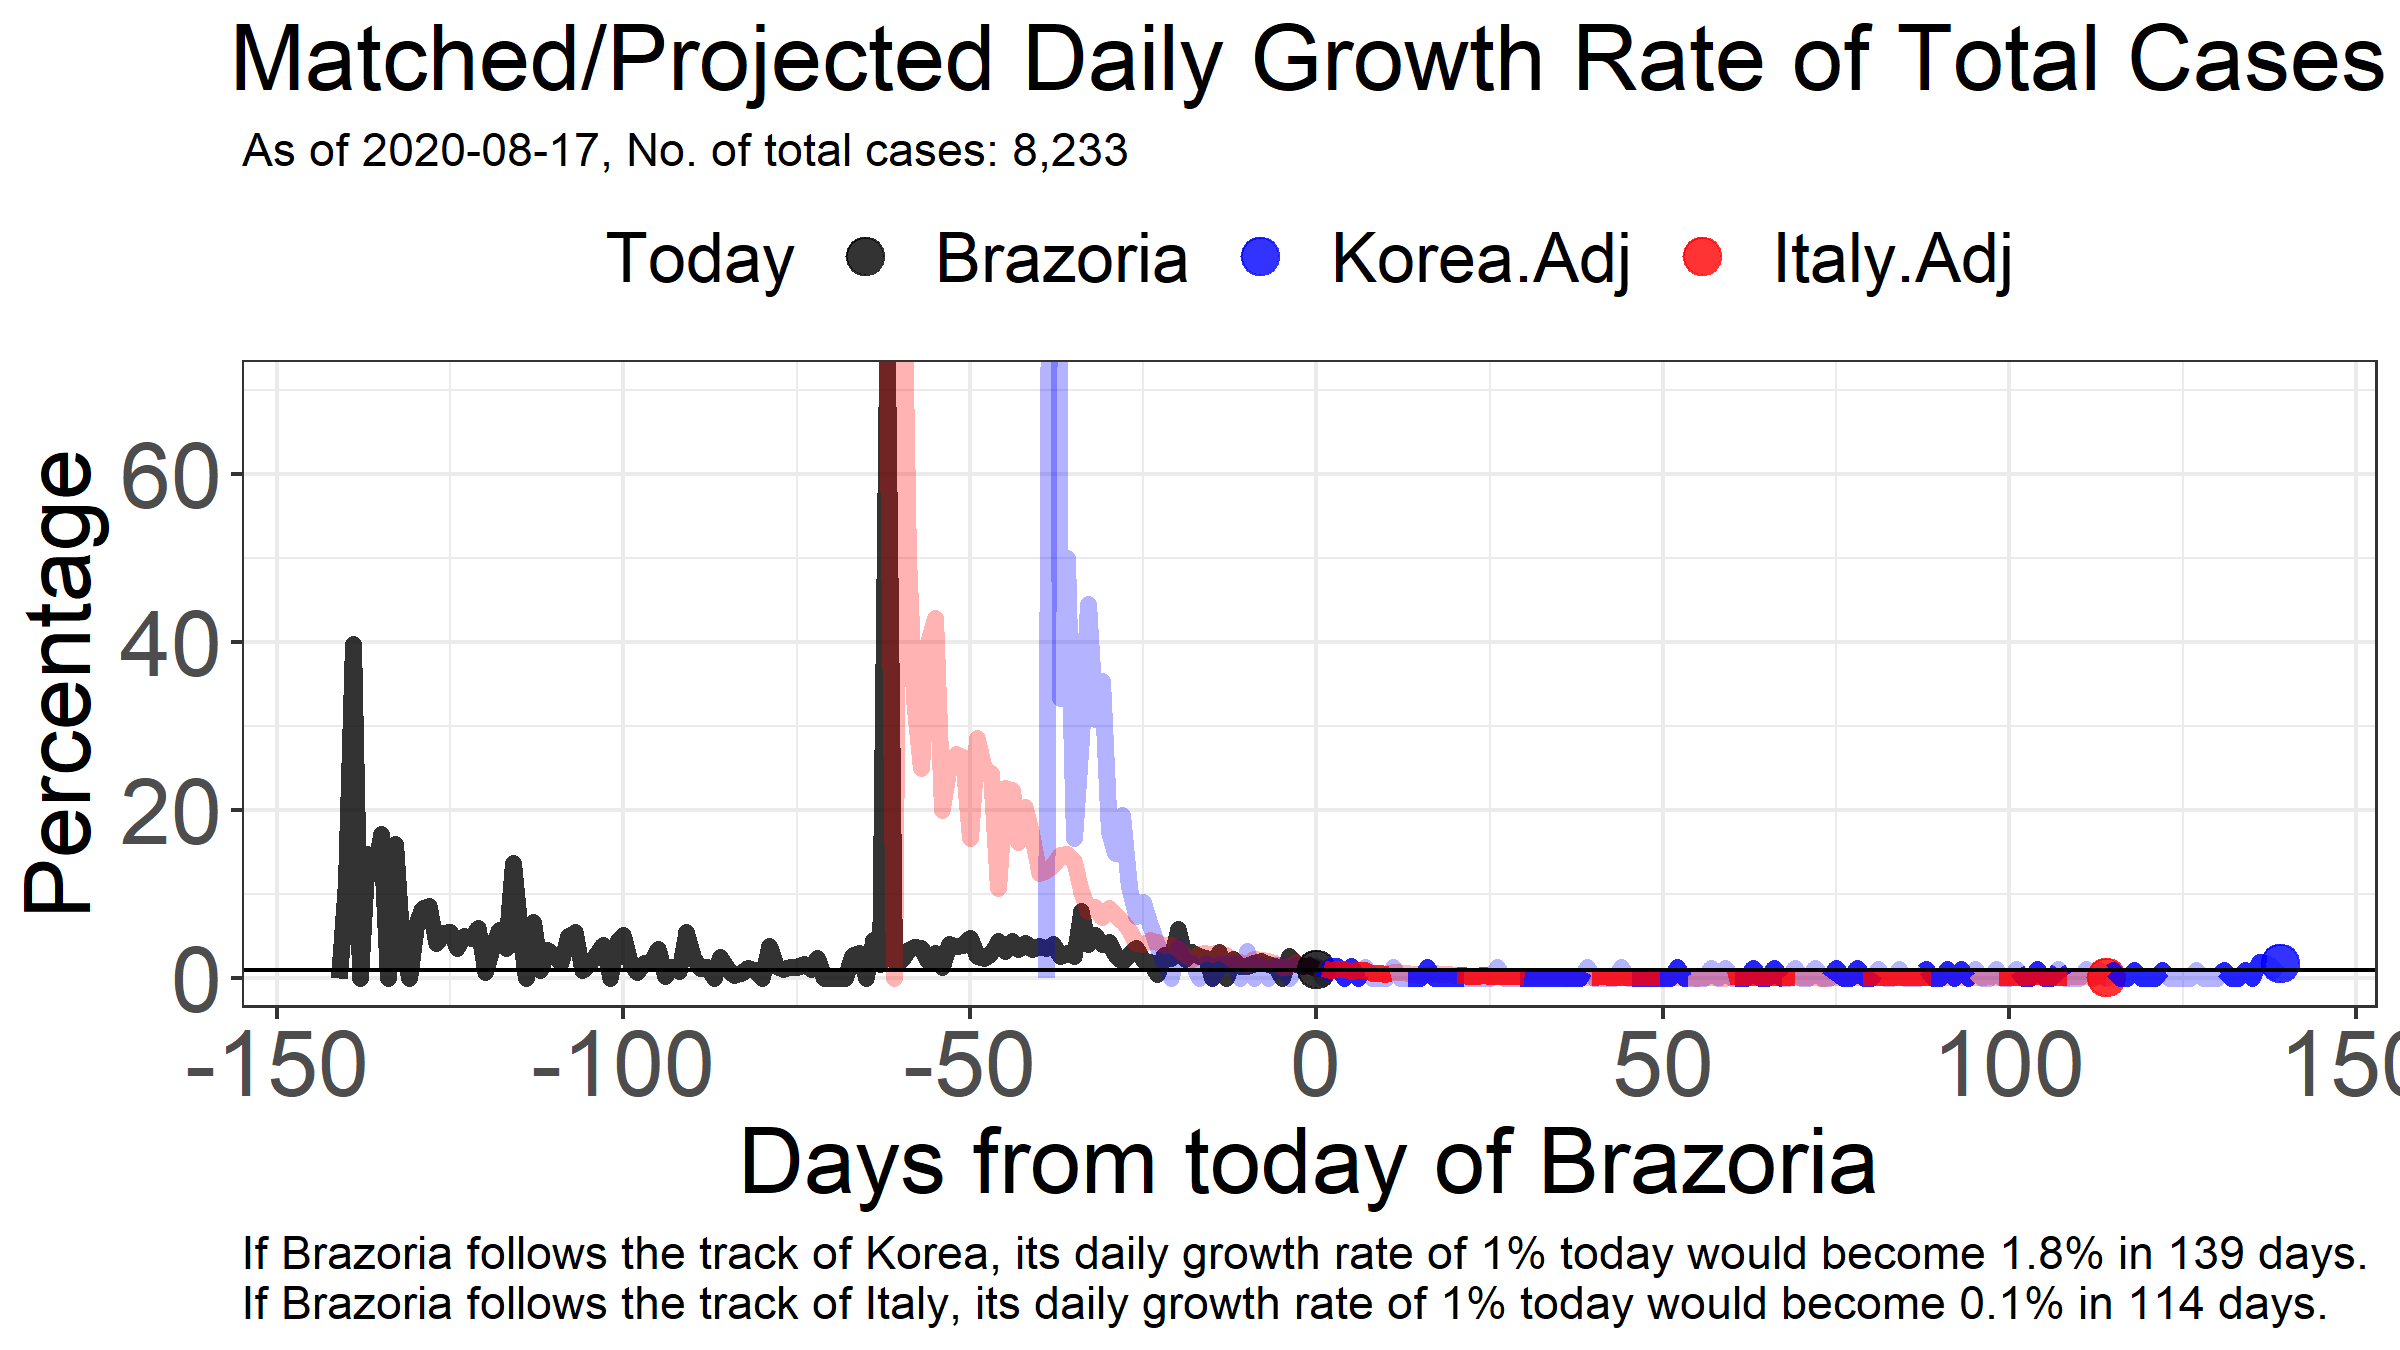 Matched/Projected Daily Growth Rate of Total Cases
As of 2020-08-17, No. of total cases: 8,233
Today Brazoria Korea.Adj Italy.Adj
Percentage
60
40
20
0
-150 -100 -50 0 50 100 150
Days from today of Brazoria
If Brazoria follows the track of Korea, its daily growth rate of 1% today would become 1.8% in 139 days.
If Brazoria follows the track of Italy, its daily growth rate of 1% today would become 0.1% in 114 days.